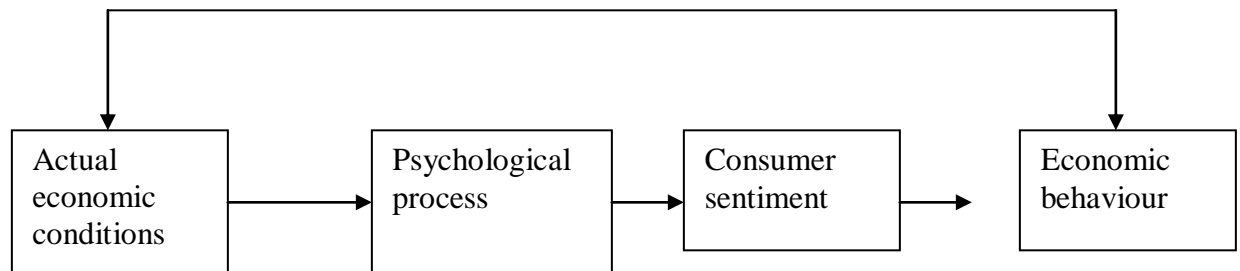 Actual
economic
conditions
Psychological
process
Consumer
sentiment
Economic
behaviour